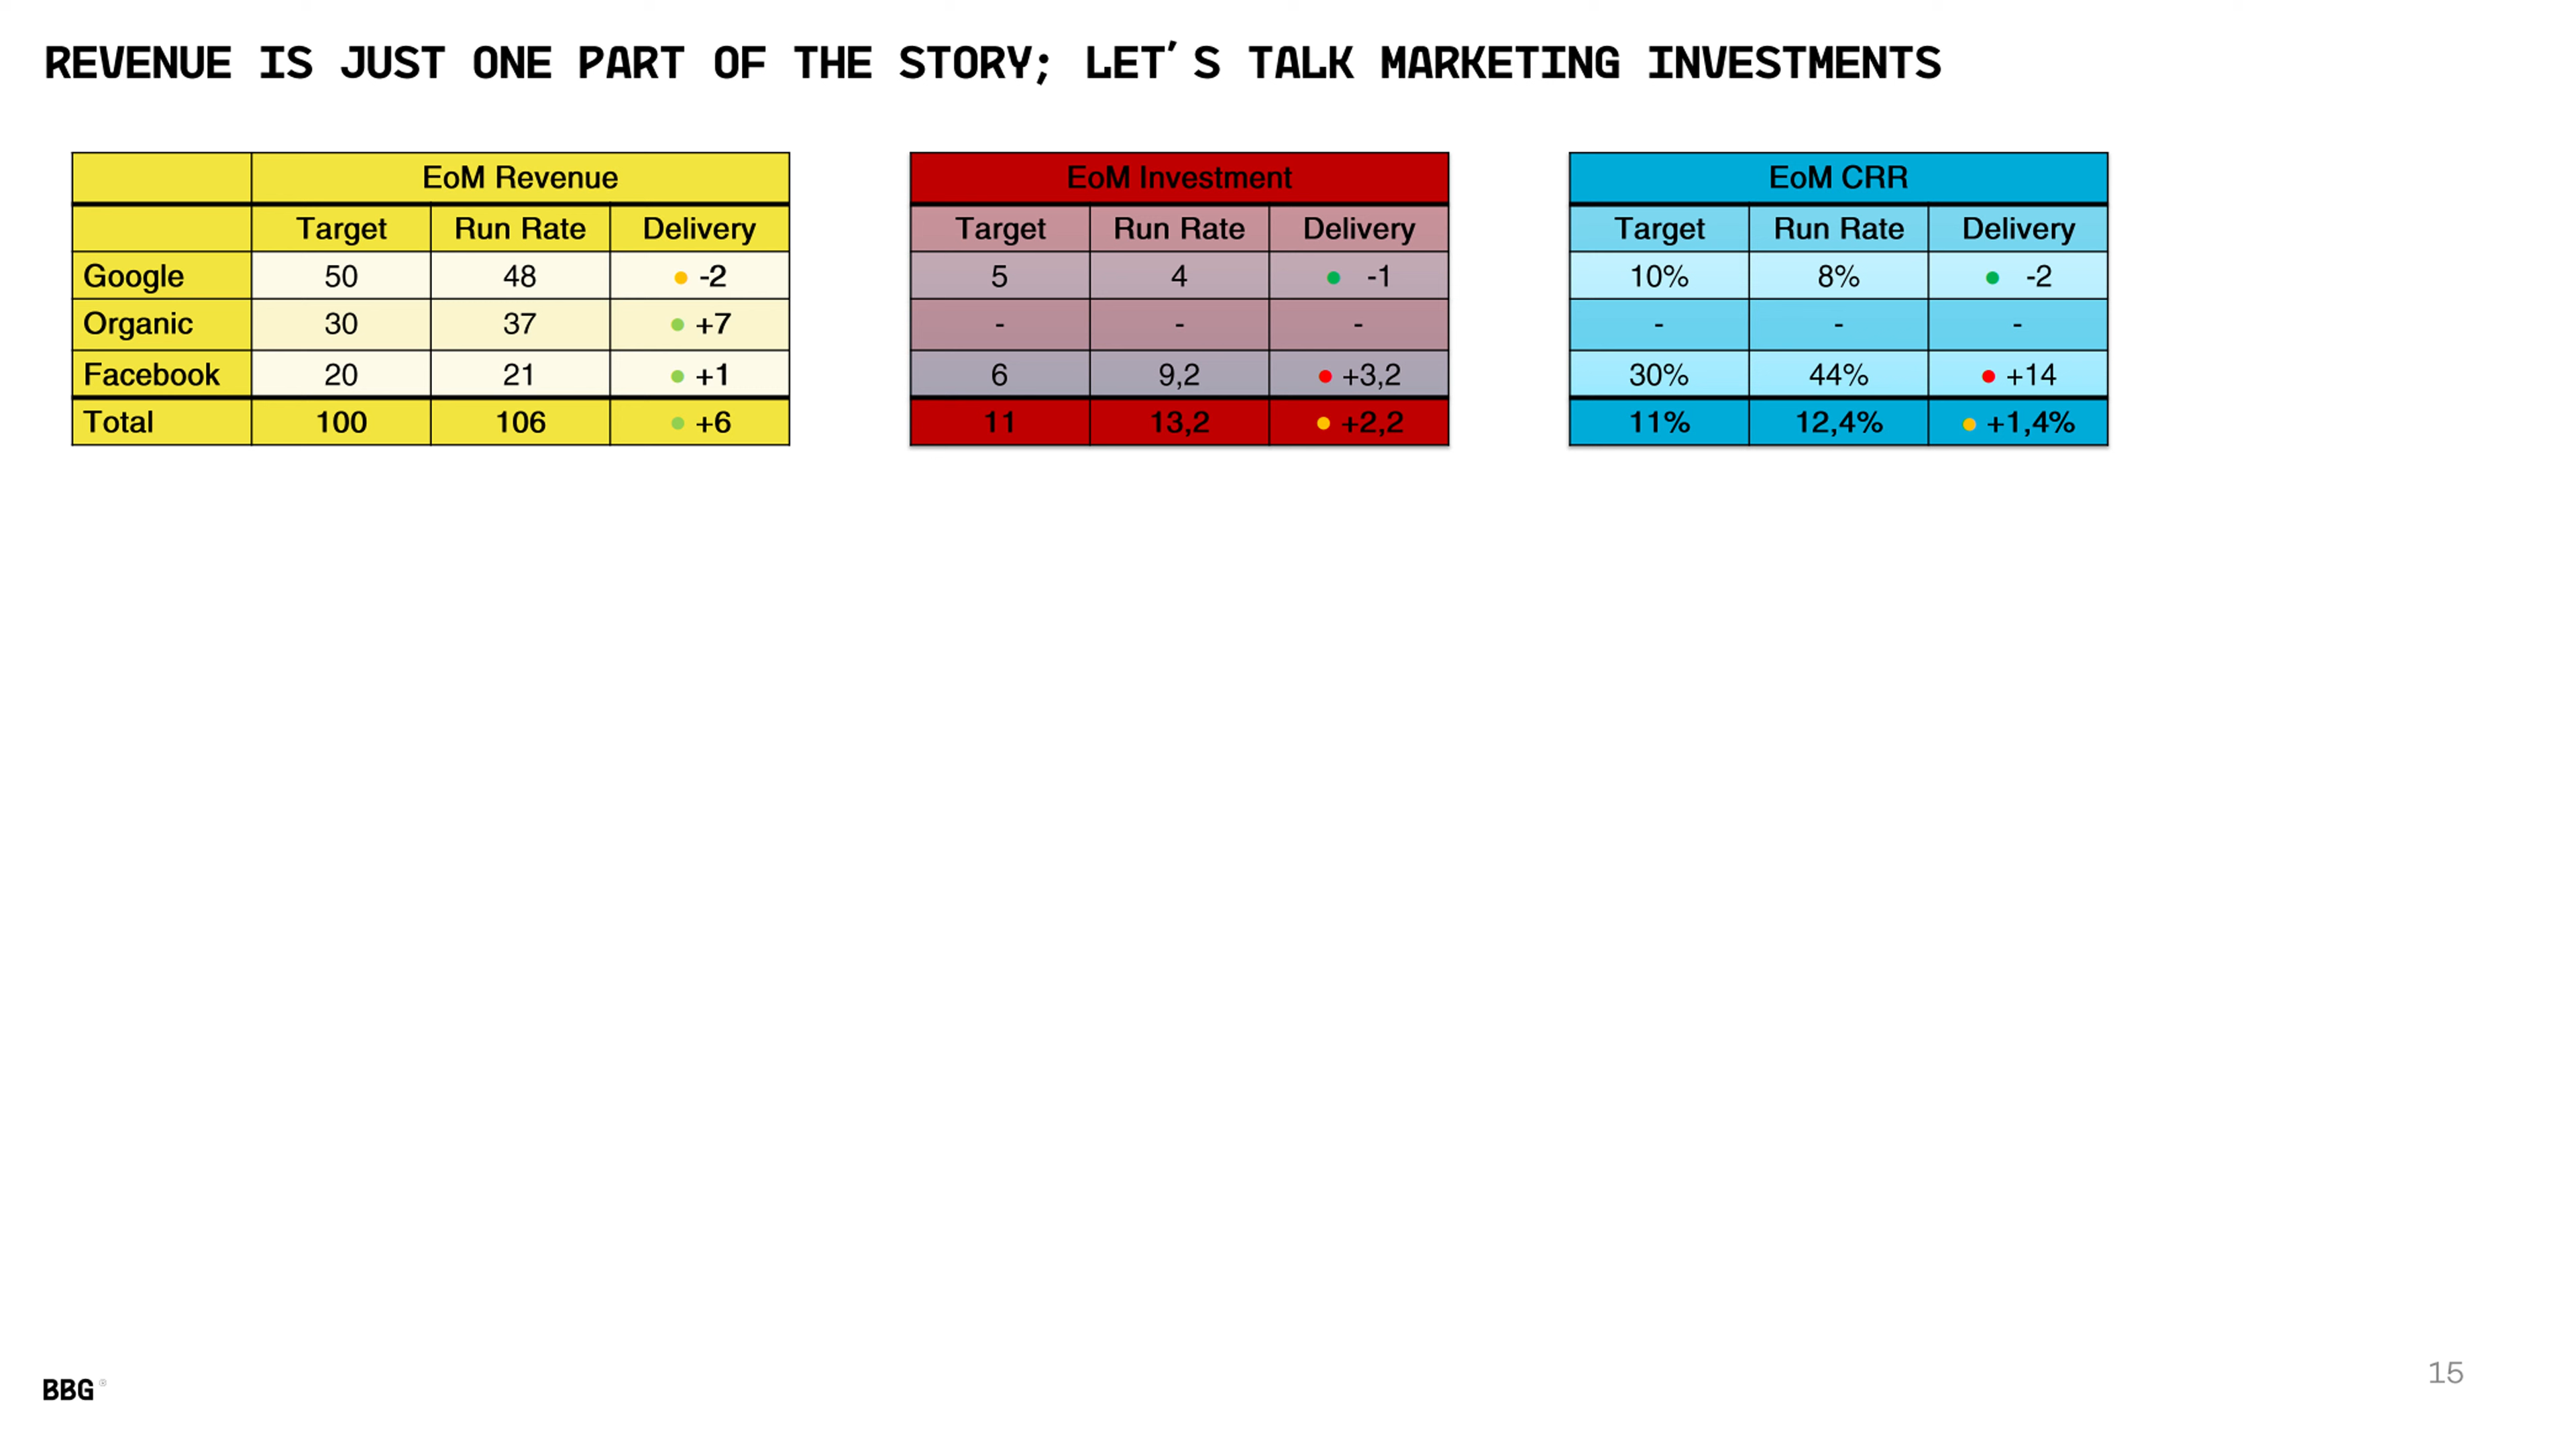 REVENUE IS JUST ONE PART OF THE STORY; LET'S TALK MARKETING INVESTMENTS
EoM Revenue
Target Run Rate Delivery
Google 50 48 -2
Organic 30 37 +7
Facebook 20 21 +1
Total 100 106 +6
EoM Investment
Target Run Rate Delivery
5 4 -1
- - -
6 9,2 +3,2
11 13,2 +2,2
EoM CRR
Target Run Rate Delivery
10% 8% -2
- - -
30% 44% +14
11% 12,4% +1,4%
BBG®
15